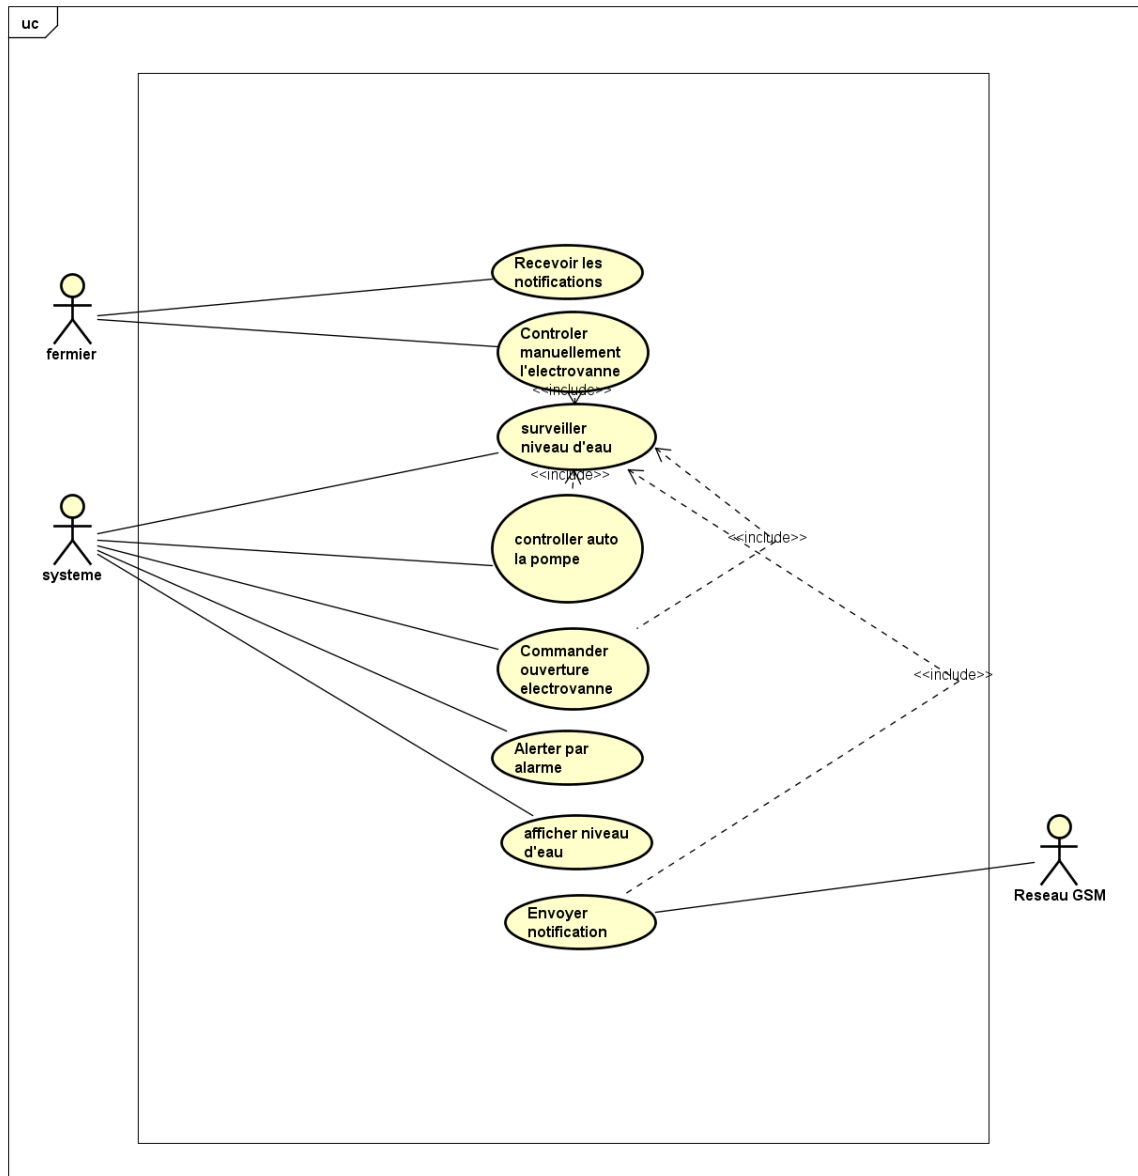 uc
Recevoir les
notifications
fermier
Controler
manuellement
l'electrovanne
<<include>>
surveiller
niveau d'eau
<<include>>
systeme
controller auto
la pompe
<<include>>
Commander
ouverture
electrovanne
<<include>>
Alerter par
alarme
afficher niveau
d'eau
Reseau GSM
Envoyer
notification